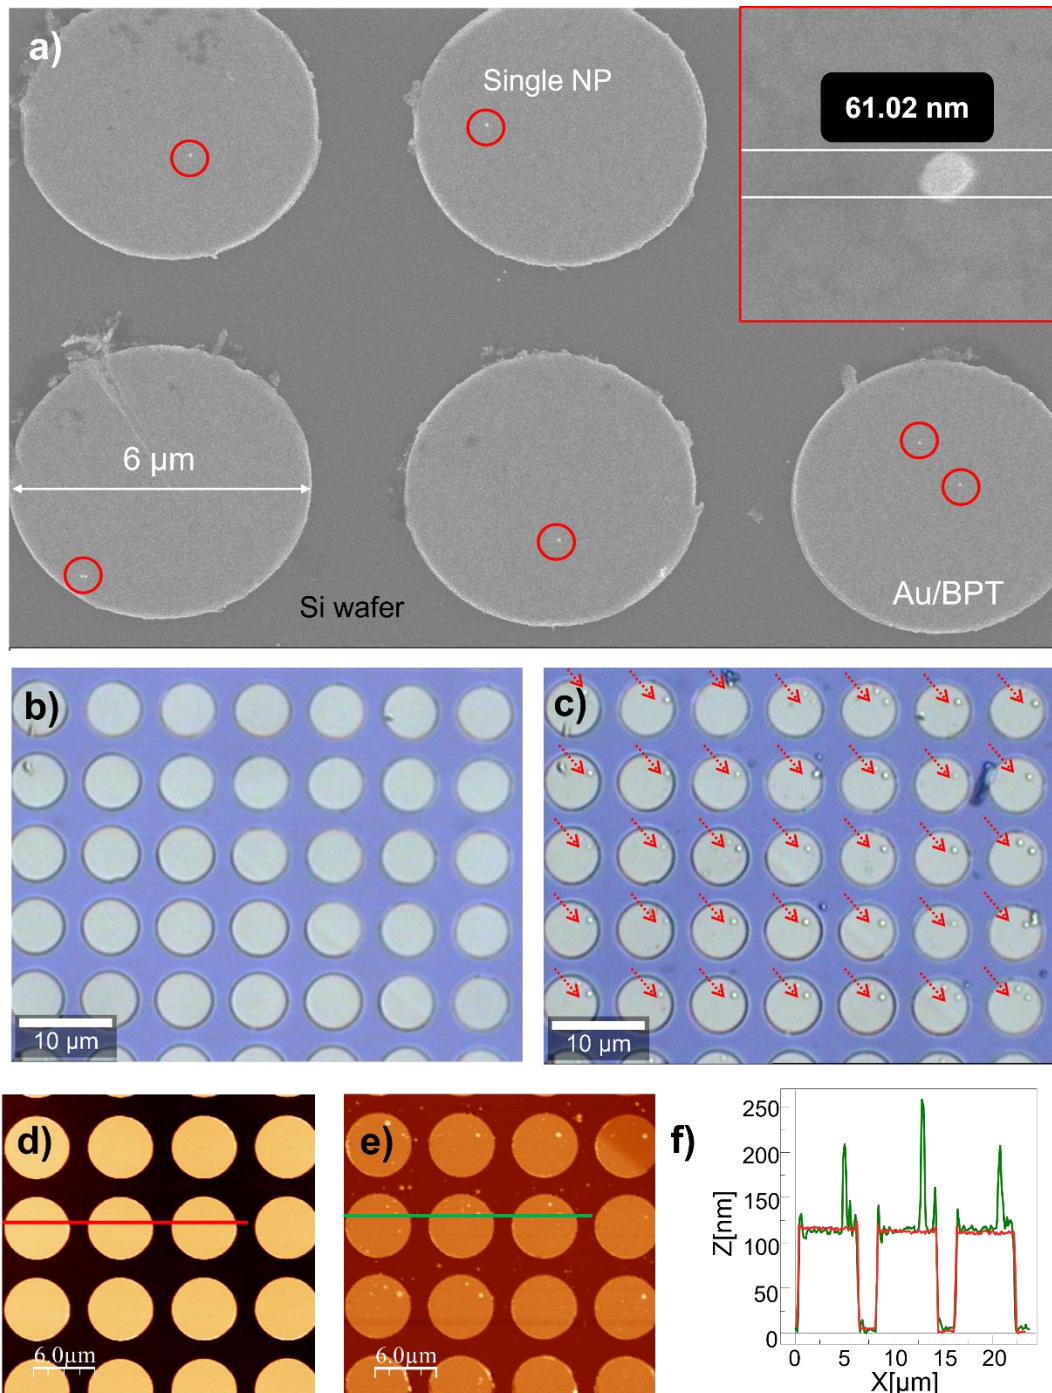 a)
Single NP
61.02 nm
6 µm
Si wafer
Au/BPT
b)
10 µm
c)
10 µm
d)
6.0µm
e)
6.0µm
f)
Z[nm]
250
200
150
100
50
0
0 5 10 15 20
X[µm]